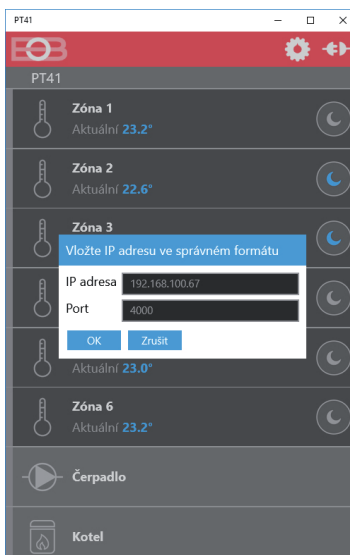 PT41
EOB
PT41
Zóna 1
Aktuální 23.2°
Zóna 2
Aktuální 22.6°
Zóna 3
Vložte IP adresu ve správném formátu
IP adresa 192.168.100.67
Port 4000
OK Zrušit
Aktuální 23.0°
Zóna 6
Aktuální 23.2°
Čerpadlo
Kotel